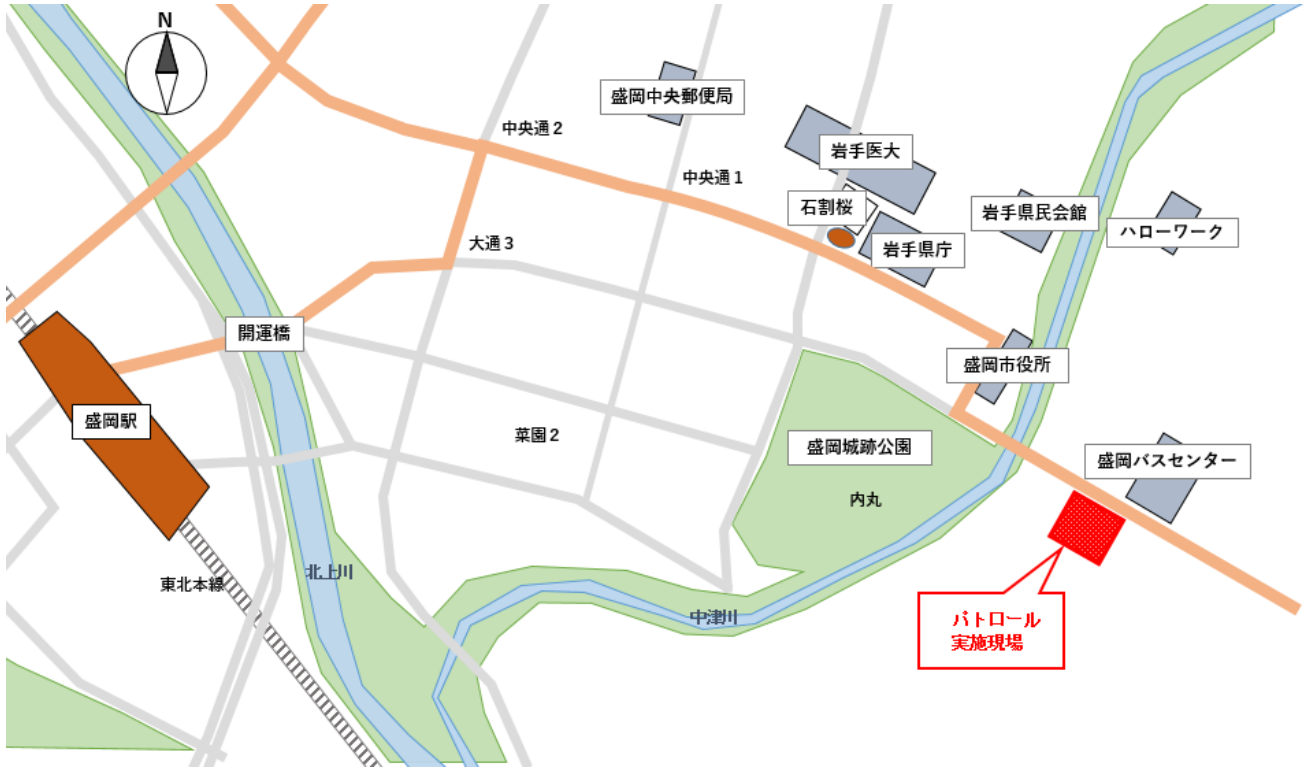 N
盛岡中央郵便局
中央通２
岩手医大
中央通１
石割桜
岩手県民会館
ハローワーク
大通３
岩手県庁
開運橋
盛岡市役所
盛岡駅
菜園２
盛岡城跡公園
盛岡バスセンター
内丸
北上川
東北本線
中津川
パトロール
実施現場